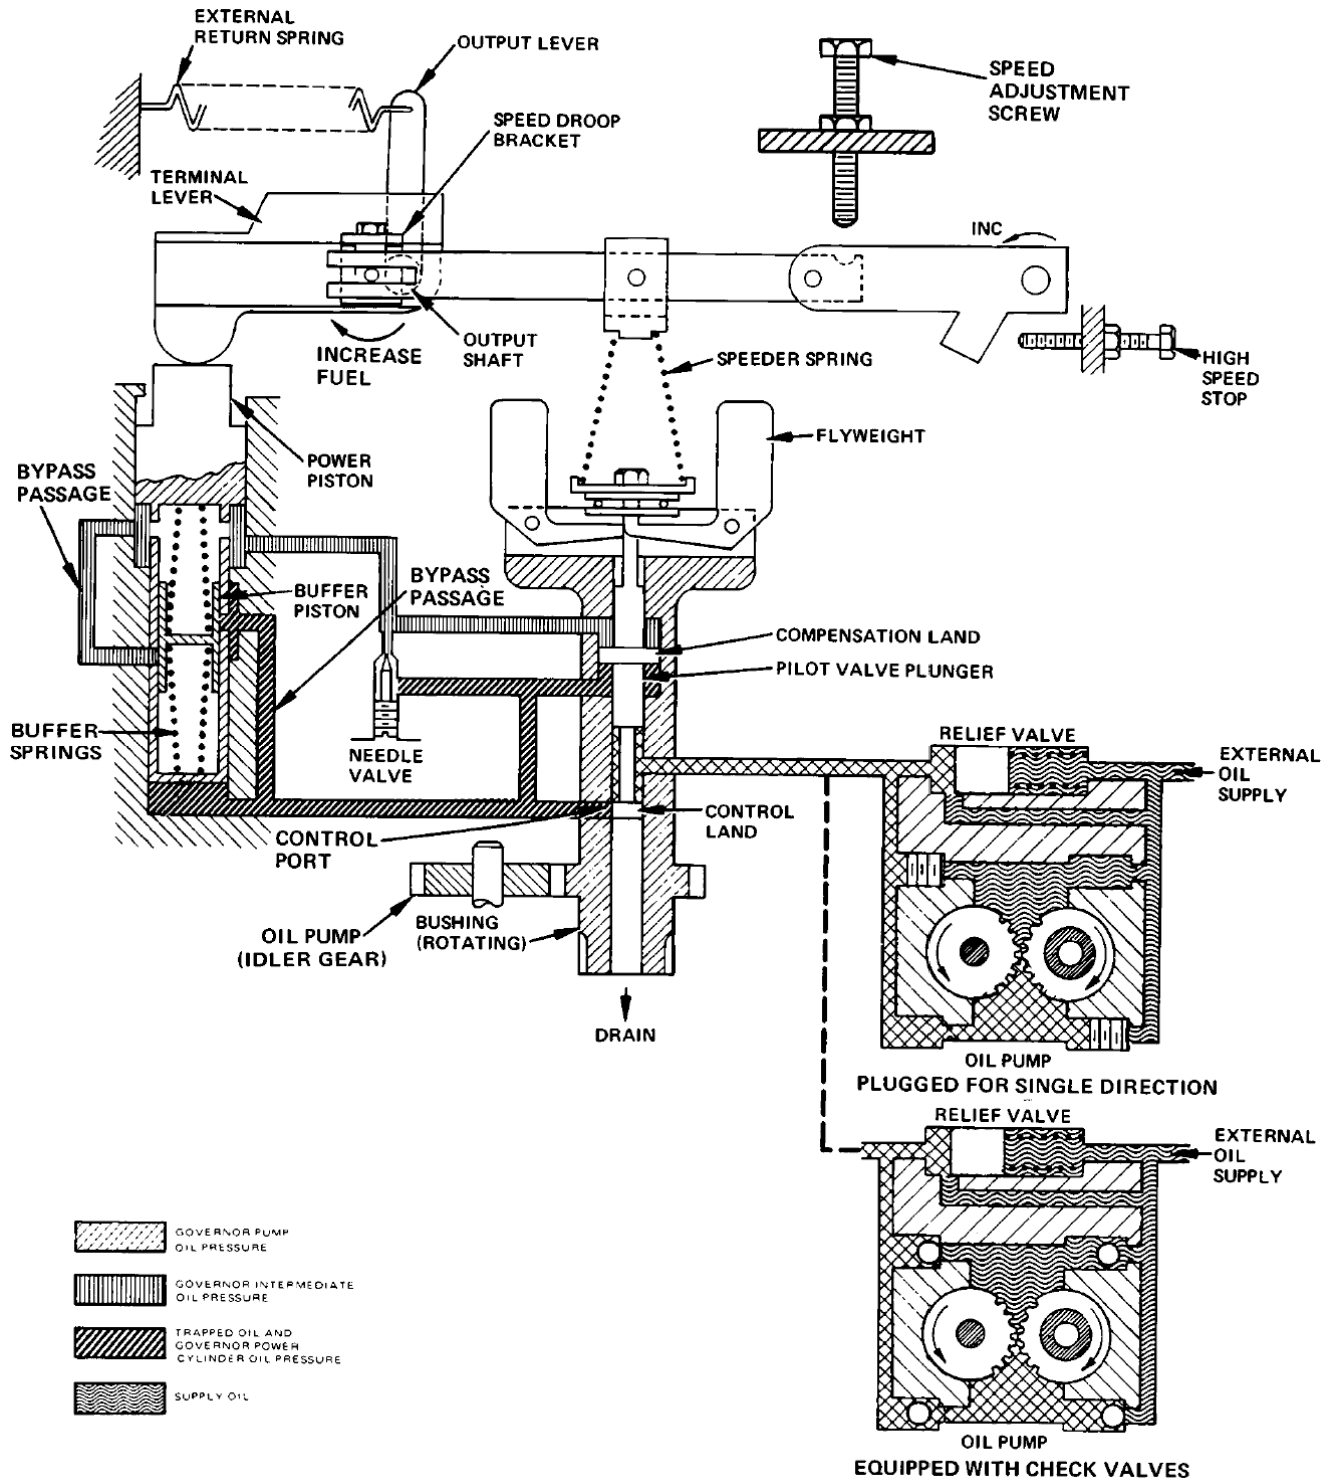 EXTERNAL
RETURN SPRING
OUTPUT LEVER
SPEED DROOP
BRACKET
SPEED
ADJUSTMENT
SCREW
TERMINAL
LEVER
INC
INCREASE
FUEL
OUTPUT
SHAFT
SPEEDER SPRING
HIGH
SPEED
STOP
FLYWEIGHT
POWER
PISTON
BYPASS
PASSAGE
BUFFER
PISTON
BYPASS
PASSAGE
COMPENSATION LAND
PILOT VALVE PLUNGER
BUFFER
SPRINGS
NEEDLE
VALVE
RELIEF VALVE
EXTERNAL
OIL
SUPPLY
CONTROL
PORT
CONTROL
LAND
OIL PUMP
(IDLER GEAR)
BUSHING
(ROTATING)
DRAIN
OIL PUMP
PLUGGED FOR SINGLE DIRECTION
RELIEF VALVE
EXTERNAL
OIL
SUPPLY
OIL PUMP
EQUIPPED WITH CHECK VALVES
GOVERNOR PUMP
OIL PRESSURE
GOVERNOR INTERMEDIATE
OIL PRESSURE
TRAPPED OIL AND
GOVERNOR POWER
CYLINDER OIL PRESSURE
SUPPLY OIL